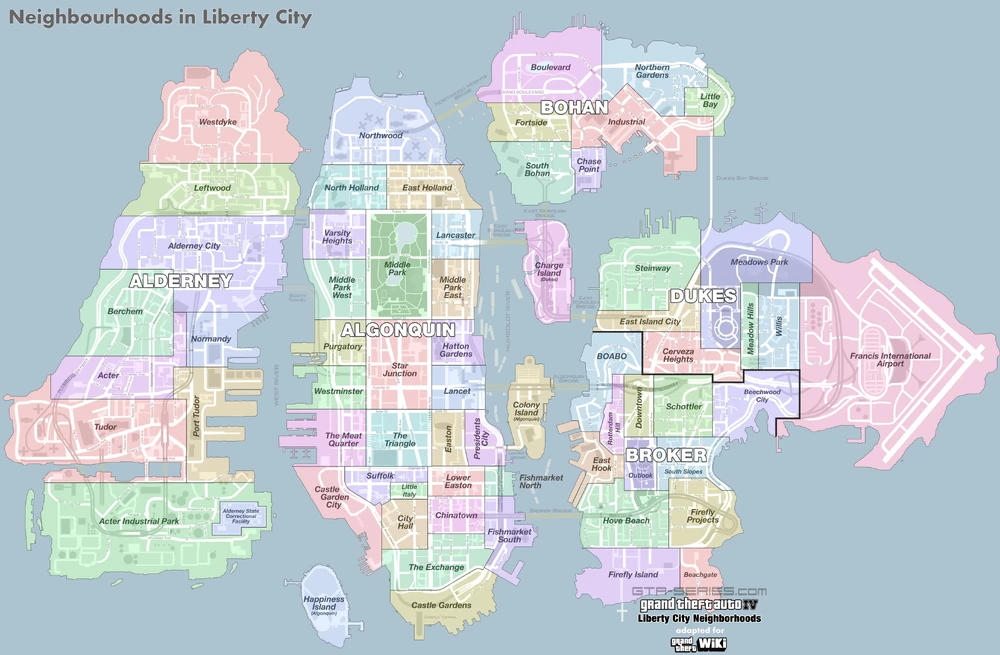 Neighbourhoods in Liberty City
Westdyke
Leftwood
Alderney City
ALDERNEY
Berchem
Normandy
Acter
Tudor
Port Tudor
Acter Industrial Park
Alderney State
Correctional
Facility
Northwood
North Holland
East Holland
Varsity
Heights
Middle
Park
Lancaster
Middle
Park
West
Middle
Park
East
ALGONQUIN
Purgatory
Star
Junction
Hatton
Gardens
Westminster
Lancet
The Meat
Quarter
The
Triangle
Easton
Presidents
City
Suffolk
Little
Italy
Lower
Easton
Fishmarket
North
Castle
Garden
City
City
Hall
Chinatown
Fishmarket
South
The Exchange
Castle Gardens
Happiness
Island
(Algonquin)
Colony
Island
(Algonquin)
Charge
Island
(Dukes)
Boulevard
Northern
Gardens
Little
Bay
BOHAN
Fortside
Industrial
South
Bohan
Chase
Point
Dukes Bay Bridge
Steinway
Meadows Park
DUKES
East Island City
Meadow Hills
Willis
Cerveza
Heights
Francis International
Airport
BOABO
Downtown
Schottler
Beechwood
City
Rotterdam
Hill
BROKER
East
Hook
Outlook
South Slopes
Hove Beach
Firefly
Projects
Firefly Island
Beachgate
GTA-SERIES.COM
grand theft auto IV
Liberty City Neighborhoods
adapted for
grand
theft
WiKi